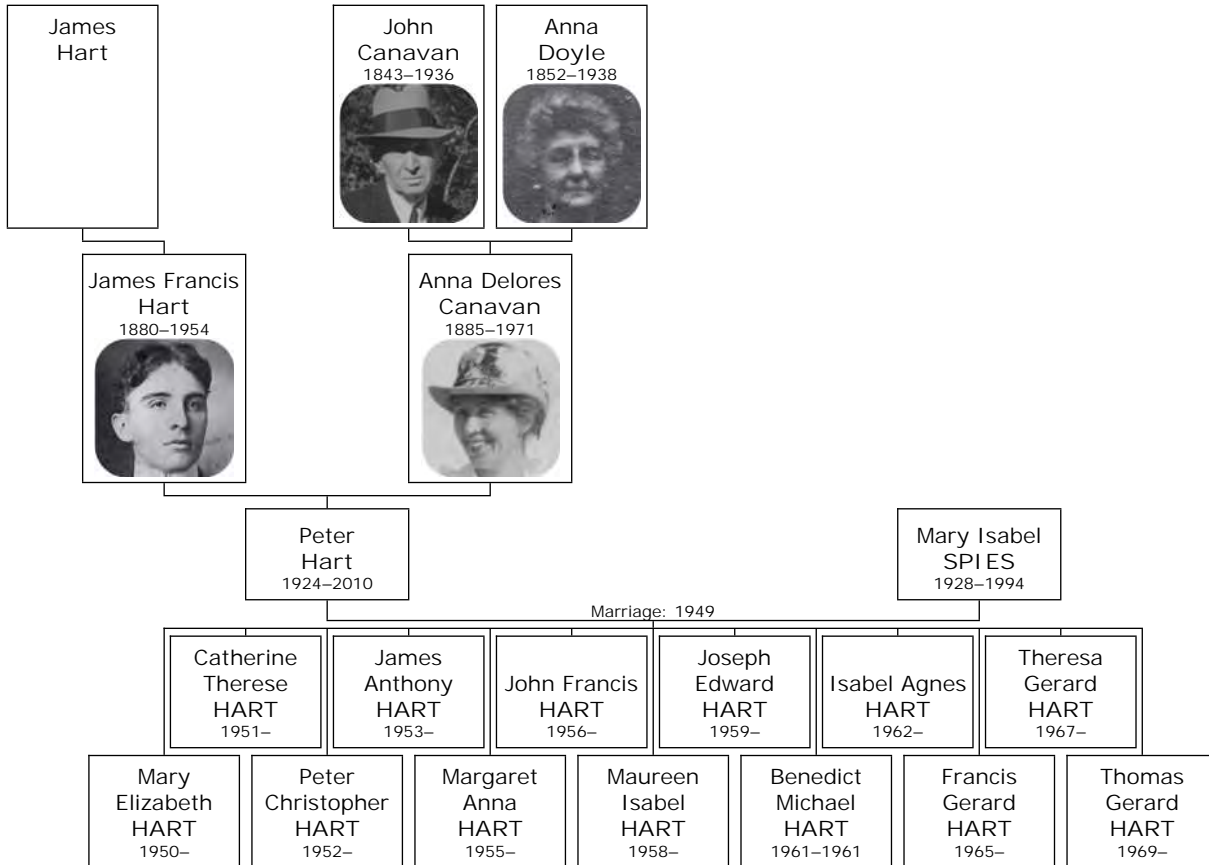 James
Hart
John
Canavan
1843–1936
Anna
Doyle
1852–1938
James Francis
Hart
1880–1954
Anna Delores
Canavan
1885–1971
Peter
Hart
1924–2010
Mary Isabel
SPIES
1928–1994
Marriage: 1949
Catherine
Therese
HART
1951–
James
Anthony
HART
1953–
John Francis
HART
1956–
Joseph
Edward
HART
1959–
Isabel Agnes
HART
1962–
Theresa
Gerard
HART
1967–
Mary
Elizabeth
HART
1950–
Peter
Christopher
HART
1952–
Margaret
Anna
HART
1955–
Maureen
Isabel
HART
1958–
Benedict
Michael
HART
1961–1961
Francis
Gerard
HART
1965–
Thomas
Gerard
HART
1969–